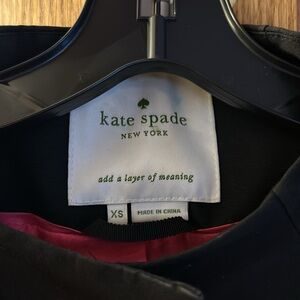 kate spade
NEW YORK
add a layer of meaning
XS
MADE IN CHINA